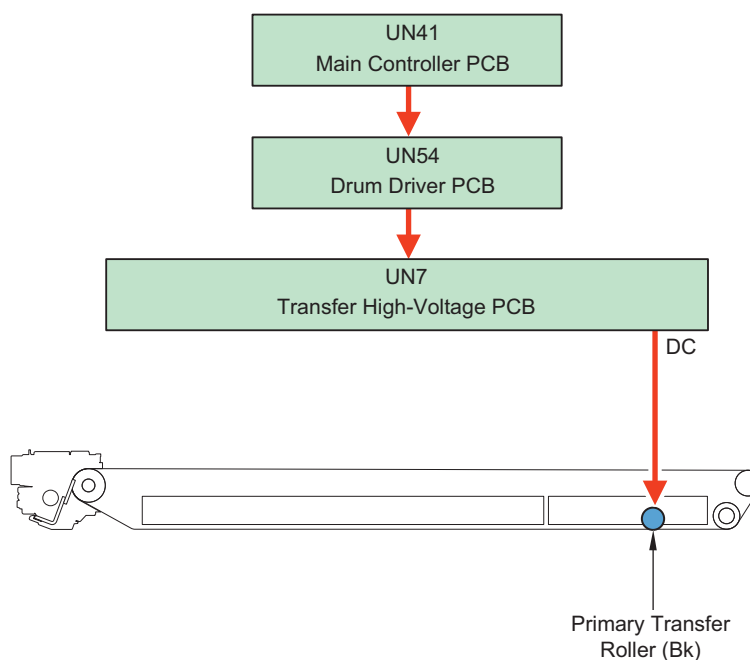 UN41
Main Controller PCB
UN54
Drum Driver PCB
UN7
Transfer High-Voltage PCB
DC
Primary Transfer
Roller (Bk)